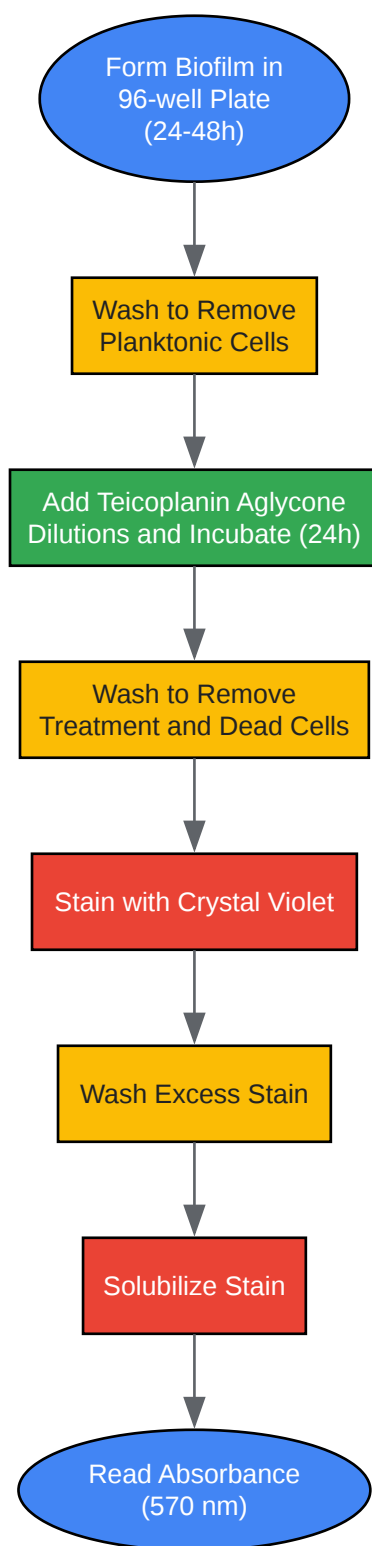 Form Biofilm in
96-well Plate
(24-48h)
Wash to Remove
Planktonic Cells
Add Teicoplanin Aglycone
Dilutions and Incubate (24h)
Wash to Remove
Treatment and Dead Cells
Stain with Crystal Violet
Wash Excess Stain
Solubilize Stain
Read Absorbance
(570 nm)